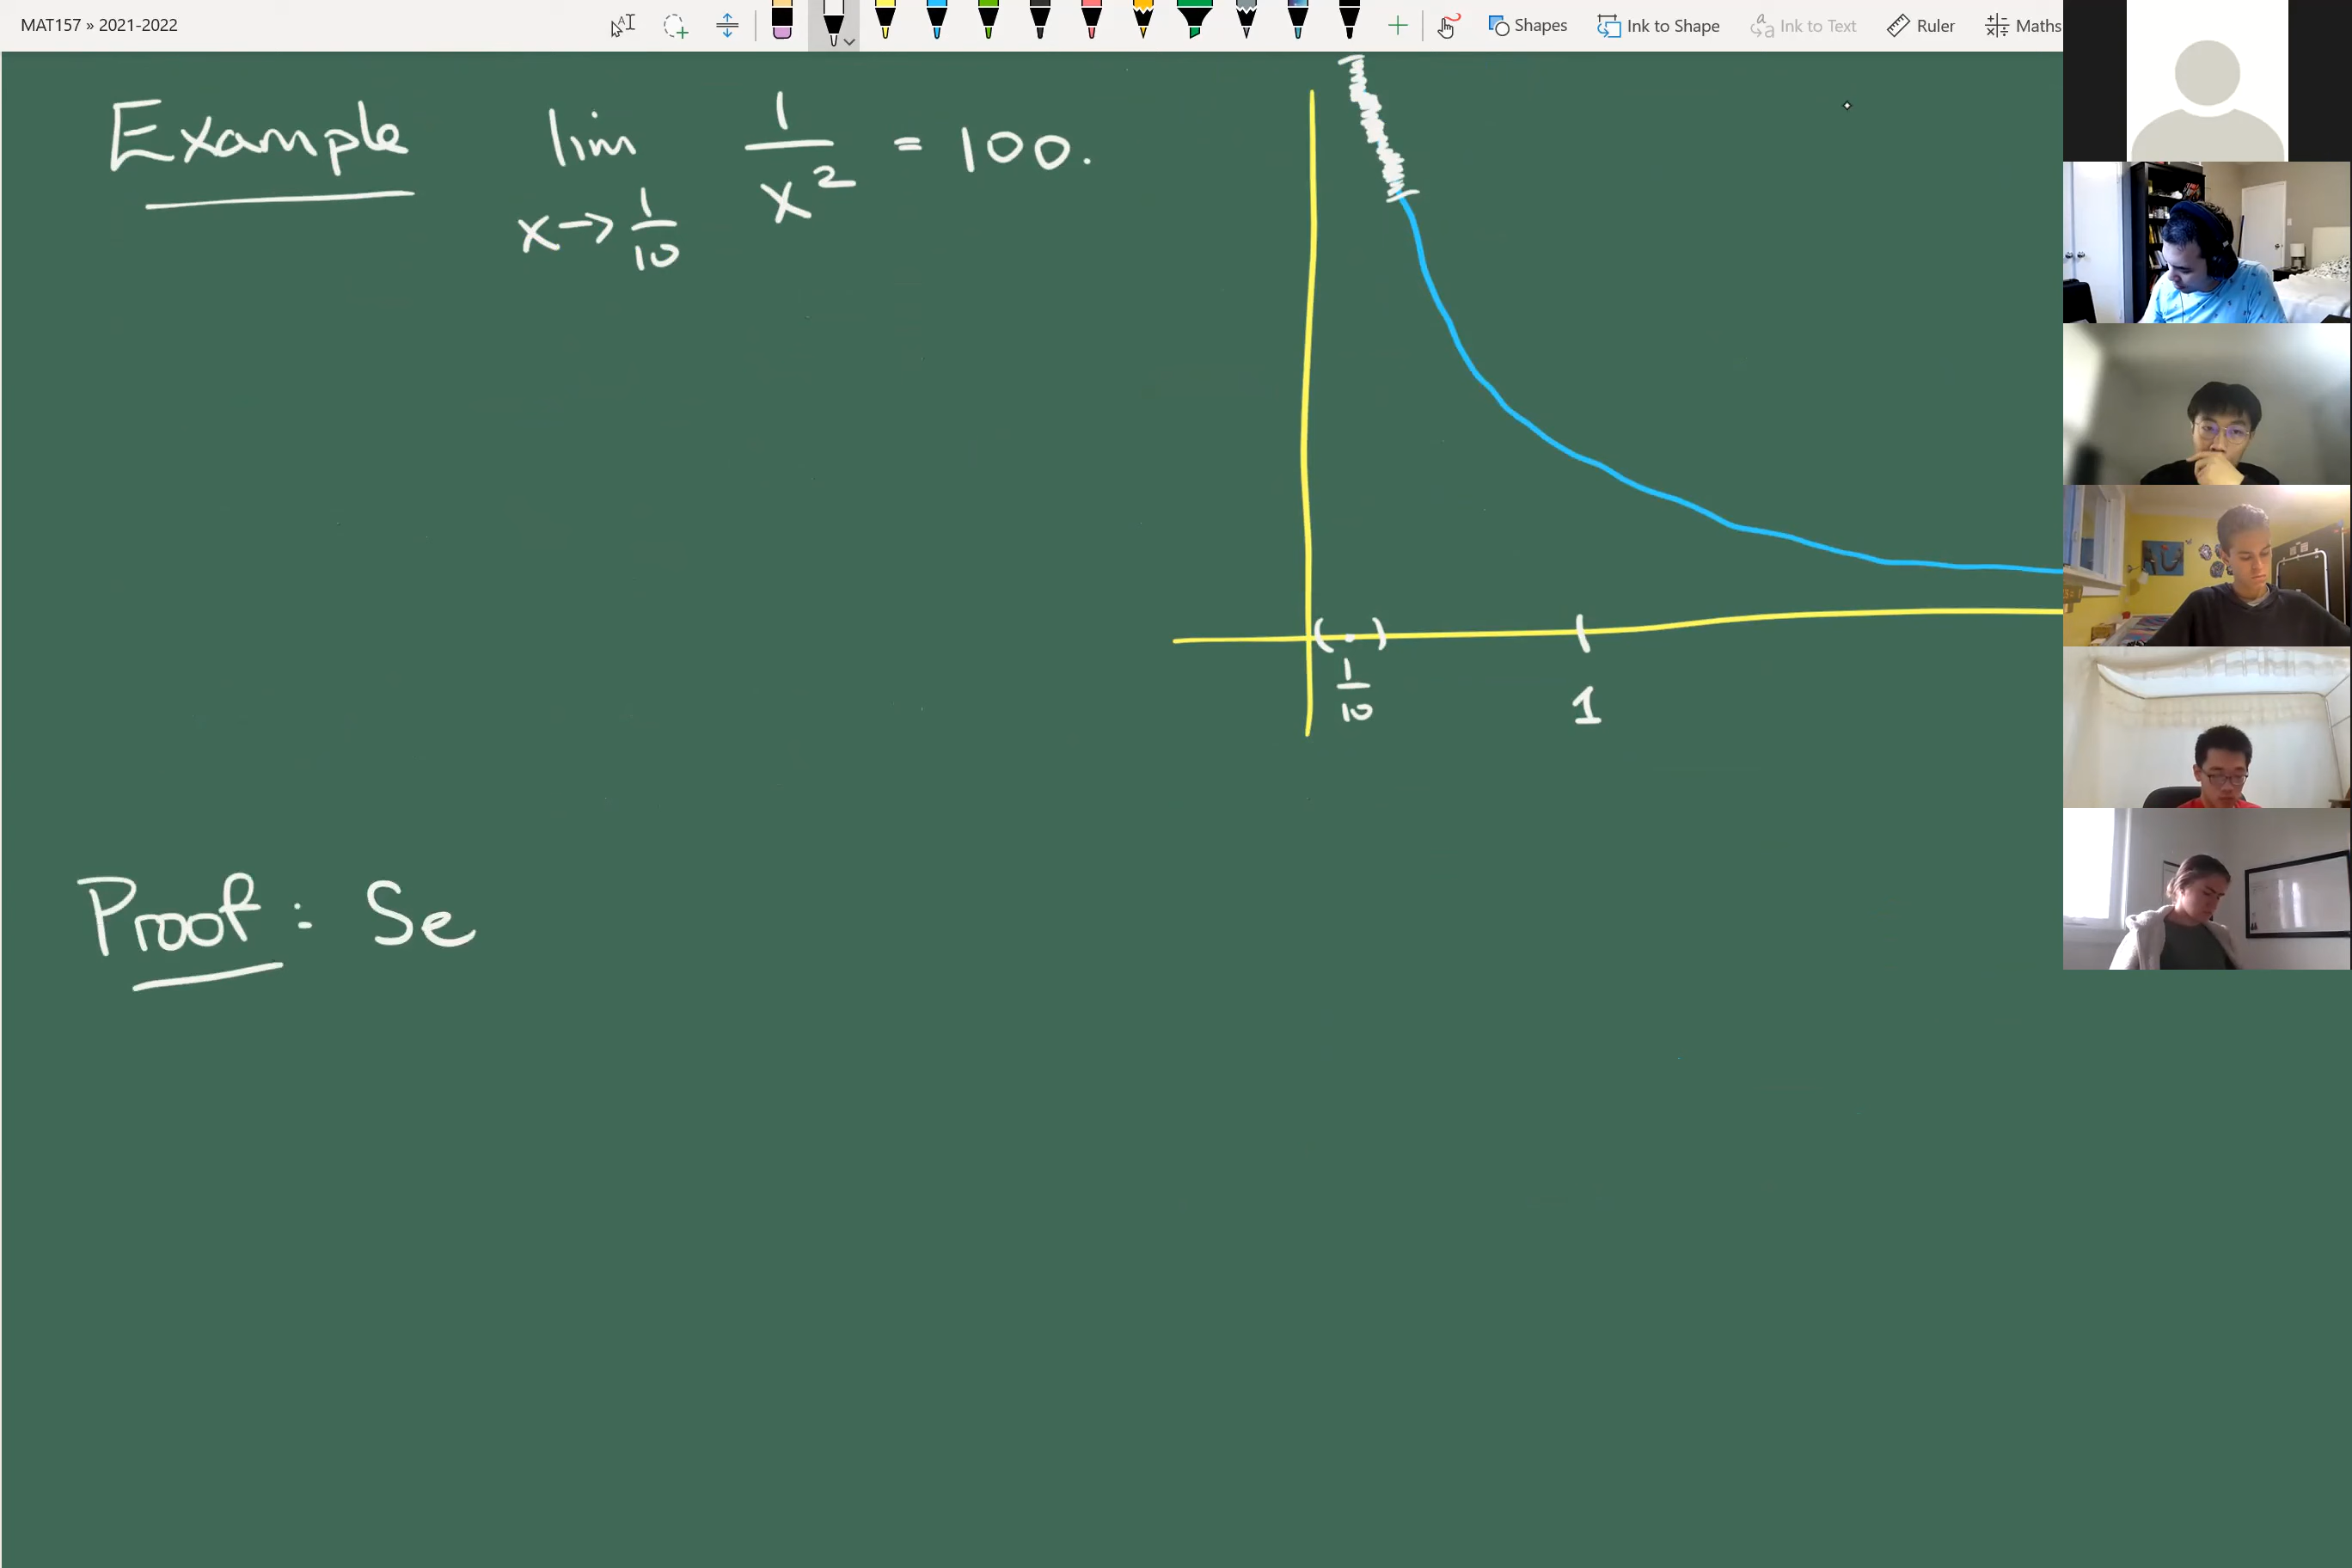 MAT157 » 2021-2022
Shapes Ink to Shape Ink to Text Ruler Maths
Example lim x→1/10 1/x² = 100.
1/10 1
Proof: Se